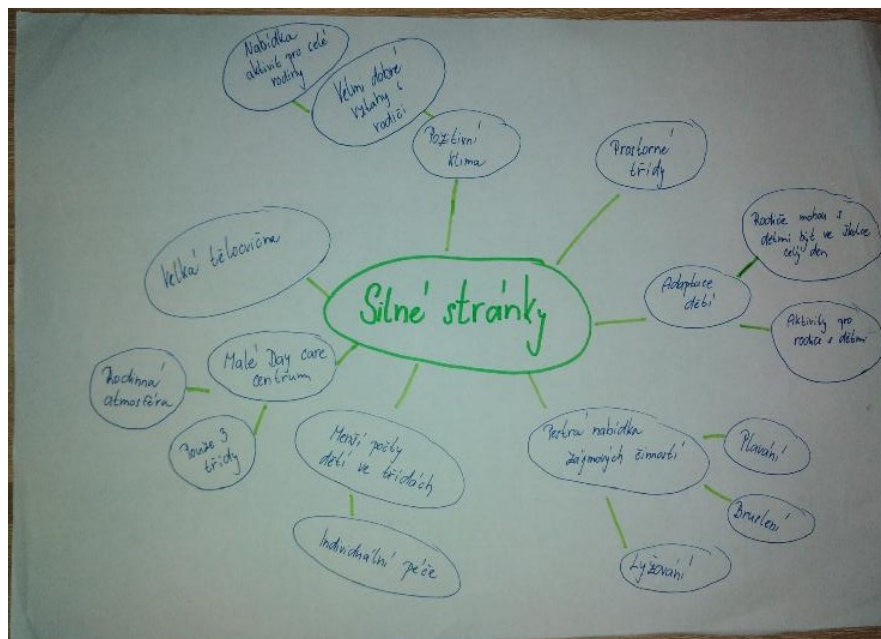 Nabídka
aktivit pro celé
rodiny
Velmi dobré
vztahy s
rodiči
Pozitivní
klima
Prostorné
třídy
Rodiče mohou s
dětmi být ve školce
celý den
Adaptace
dětí
Aktivity pro
rodiče s dětmi
Velká tělocvična
Silné stránky
Malé Day care
centrum
Rodinná
atmosféra
Pouze 3
třídy
Menší počty
dětí ve třídách
Individuální péče
Pestrá nabídka
zájmových činností
Plavání
Bruslení
Lyžování